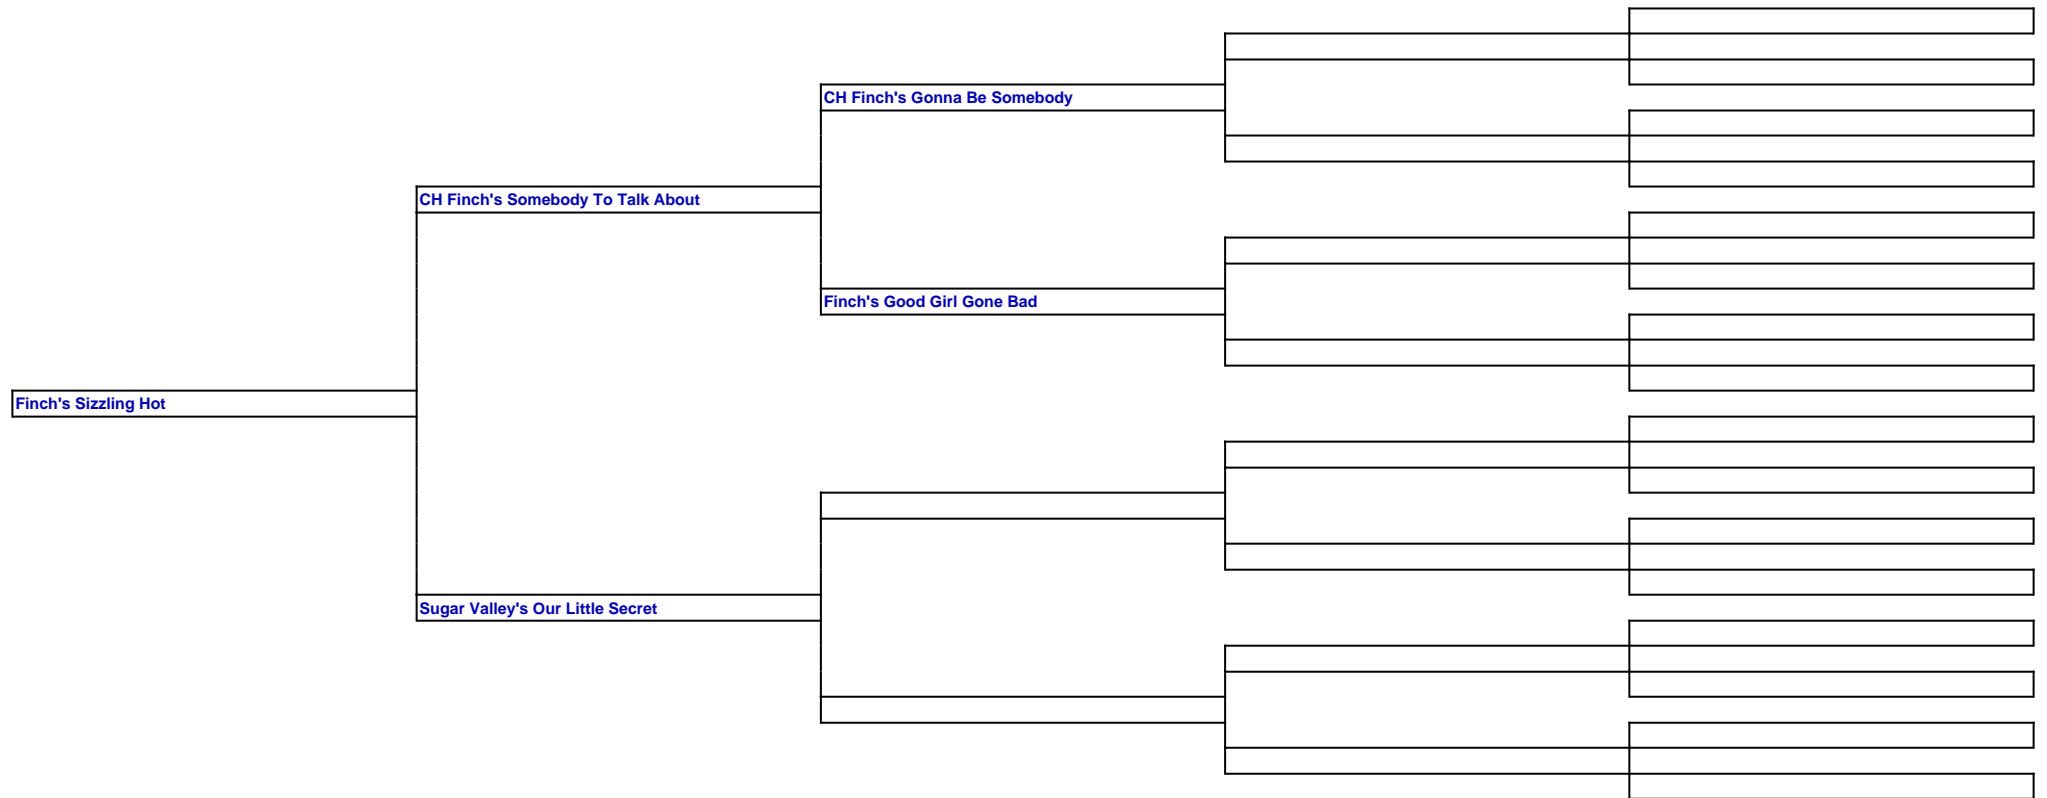 CH Finch's Gonna Be Somebody
CH Finch's Somebody To Talk About
Finch's Good Girl Gone Bad
Finch's Sizzling Hot
Sugar Valley's Our Little Secret